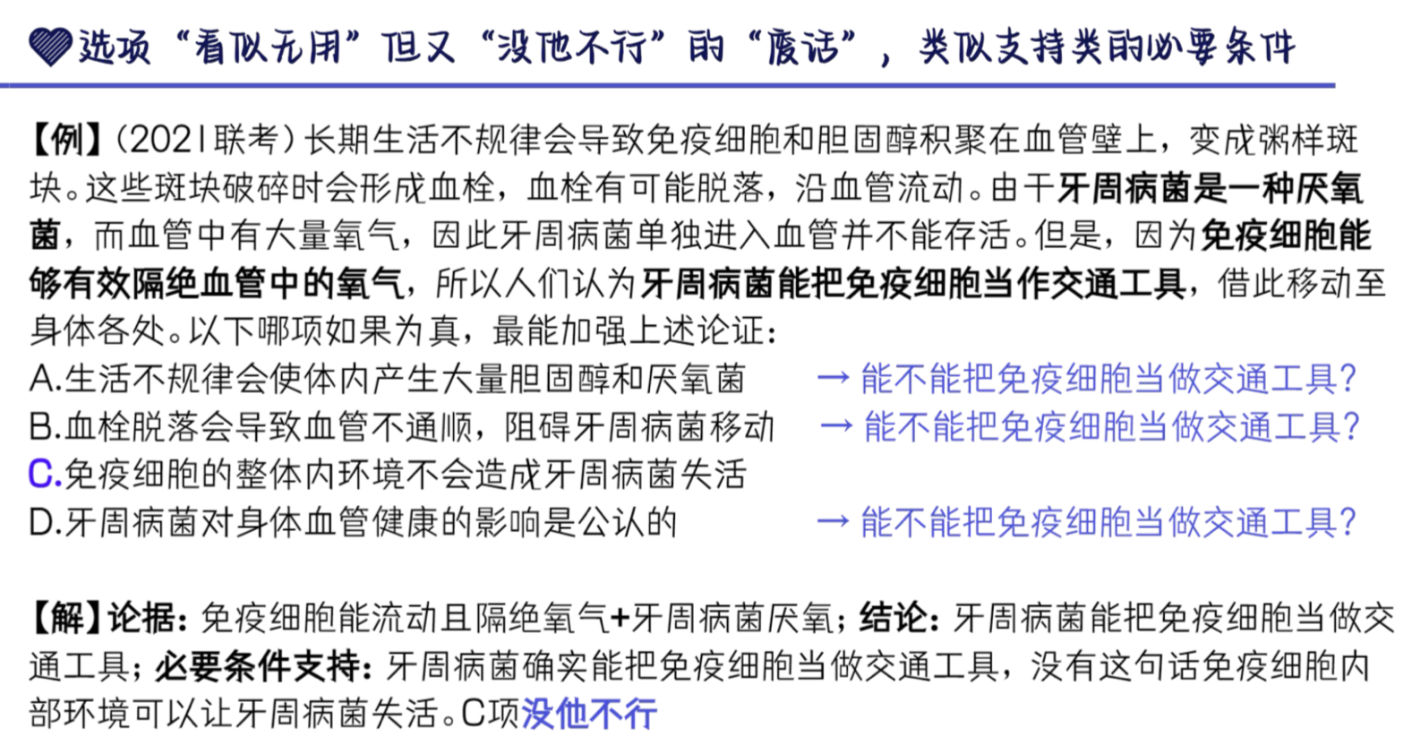 选项“看似无用”但又“没他不行”的“废话”，类似支持类的必要条件
【例】（2021联考）长期生活不规律会导致免疫细胞和胆固醇积聚在血管壁上，变成粥样斑
块。这些斑块破碎时会形成血栓，血栓有可能脱落，沿血管流动。由于牙周病菌是一种厌氧
菌，而血管中有大量氧气，因此牙周病菌单独进入血管并不能存活。但是，因为免疫细胞能
够有效隔绝血管中的氧气，所以人们认为牙周病菌能把免疫细胞当作交通工具，借此移动至
身体各处。以下哪项如果为真，最能加强上述论证：
A.生活不规律会使体内产生大量胆固醇和厌氧菌 → 能不能把免疫细胞当做交通工具？
B.血栓脱落会导致血管不通顺，阻碍牙周病菌移动 → 能不能把免疫细胞当做交通工具？
C.免疫细胞的整体内环境不会造成牙周病菌失活
D.牙周病菌对身体血管健康的影响是公认的 → 能不能把免疫细胞当做交通工具？
【解】论据：免疫细胞能流动且隔绝氧气+牙周病菌厌氧；结论：牙周病菌能把免疫细胞当做交
通工具；必要条件支持：牙周病菌确实能把免疫细胞当做交通工具，没有这句话免疫细胞内
部环境可以让牙周病菌失活。C项没他不行